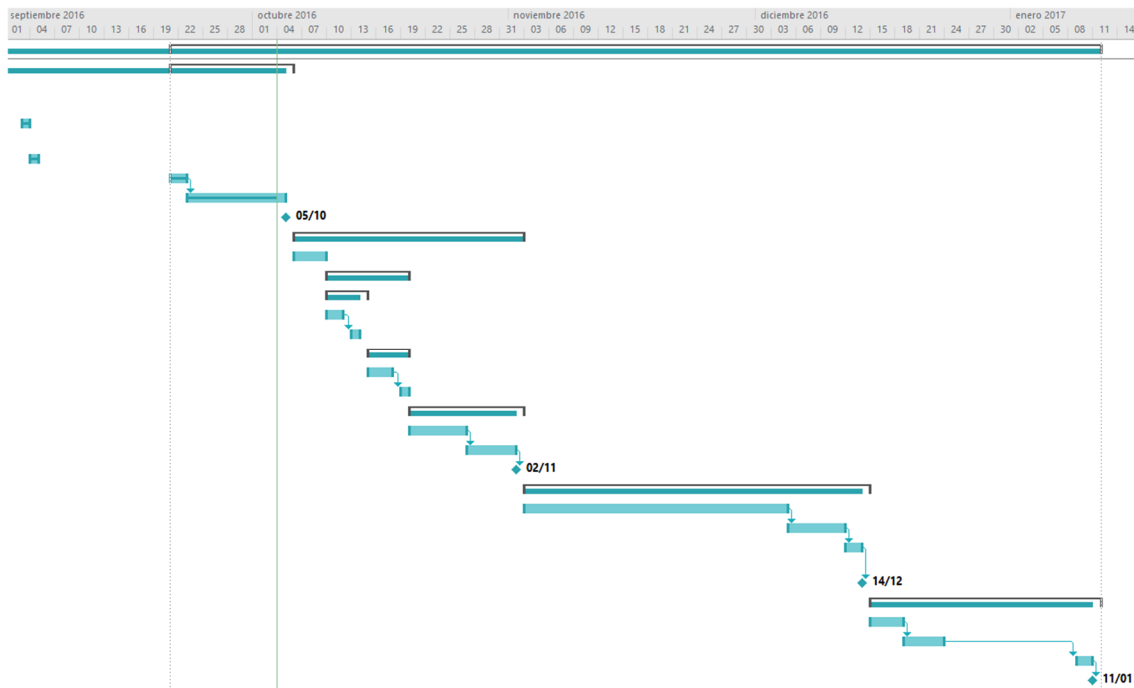 septiembre 2016 octubre 2016 noviembre 2016 diciembre 2016 enero 2017
01 04 07 10 13 16 19 22 25 28 01 04 07 10 13 16 19 22 25 28 31 03 06 09 12 15 18 21 24 27 30 03 06 09 12 15 18 21 24 27 30 02 05 08 11 14
05/10
02/11
14/12
11/01